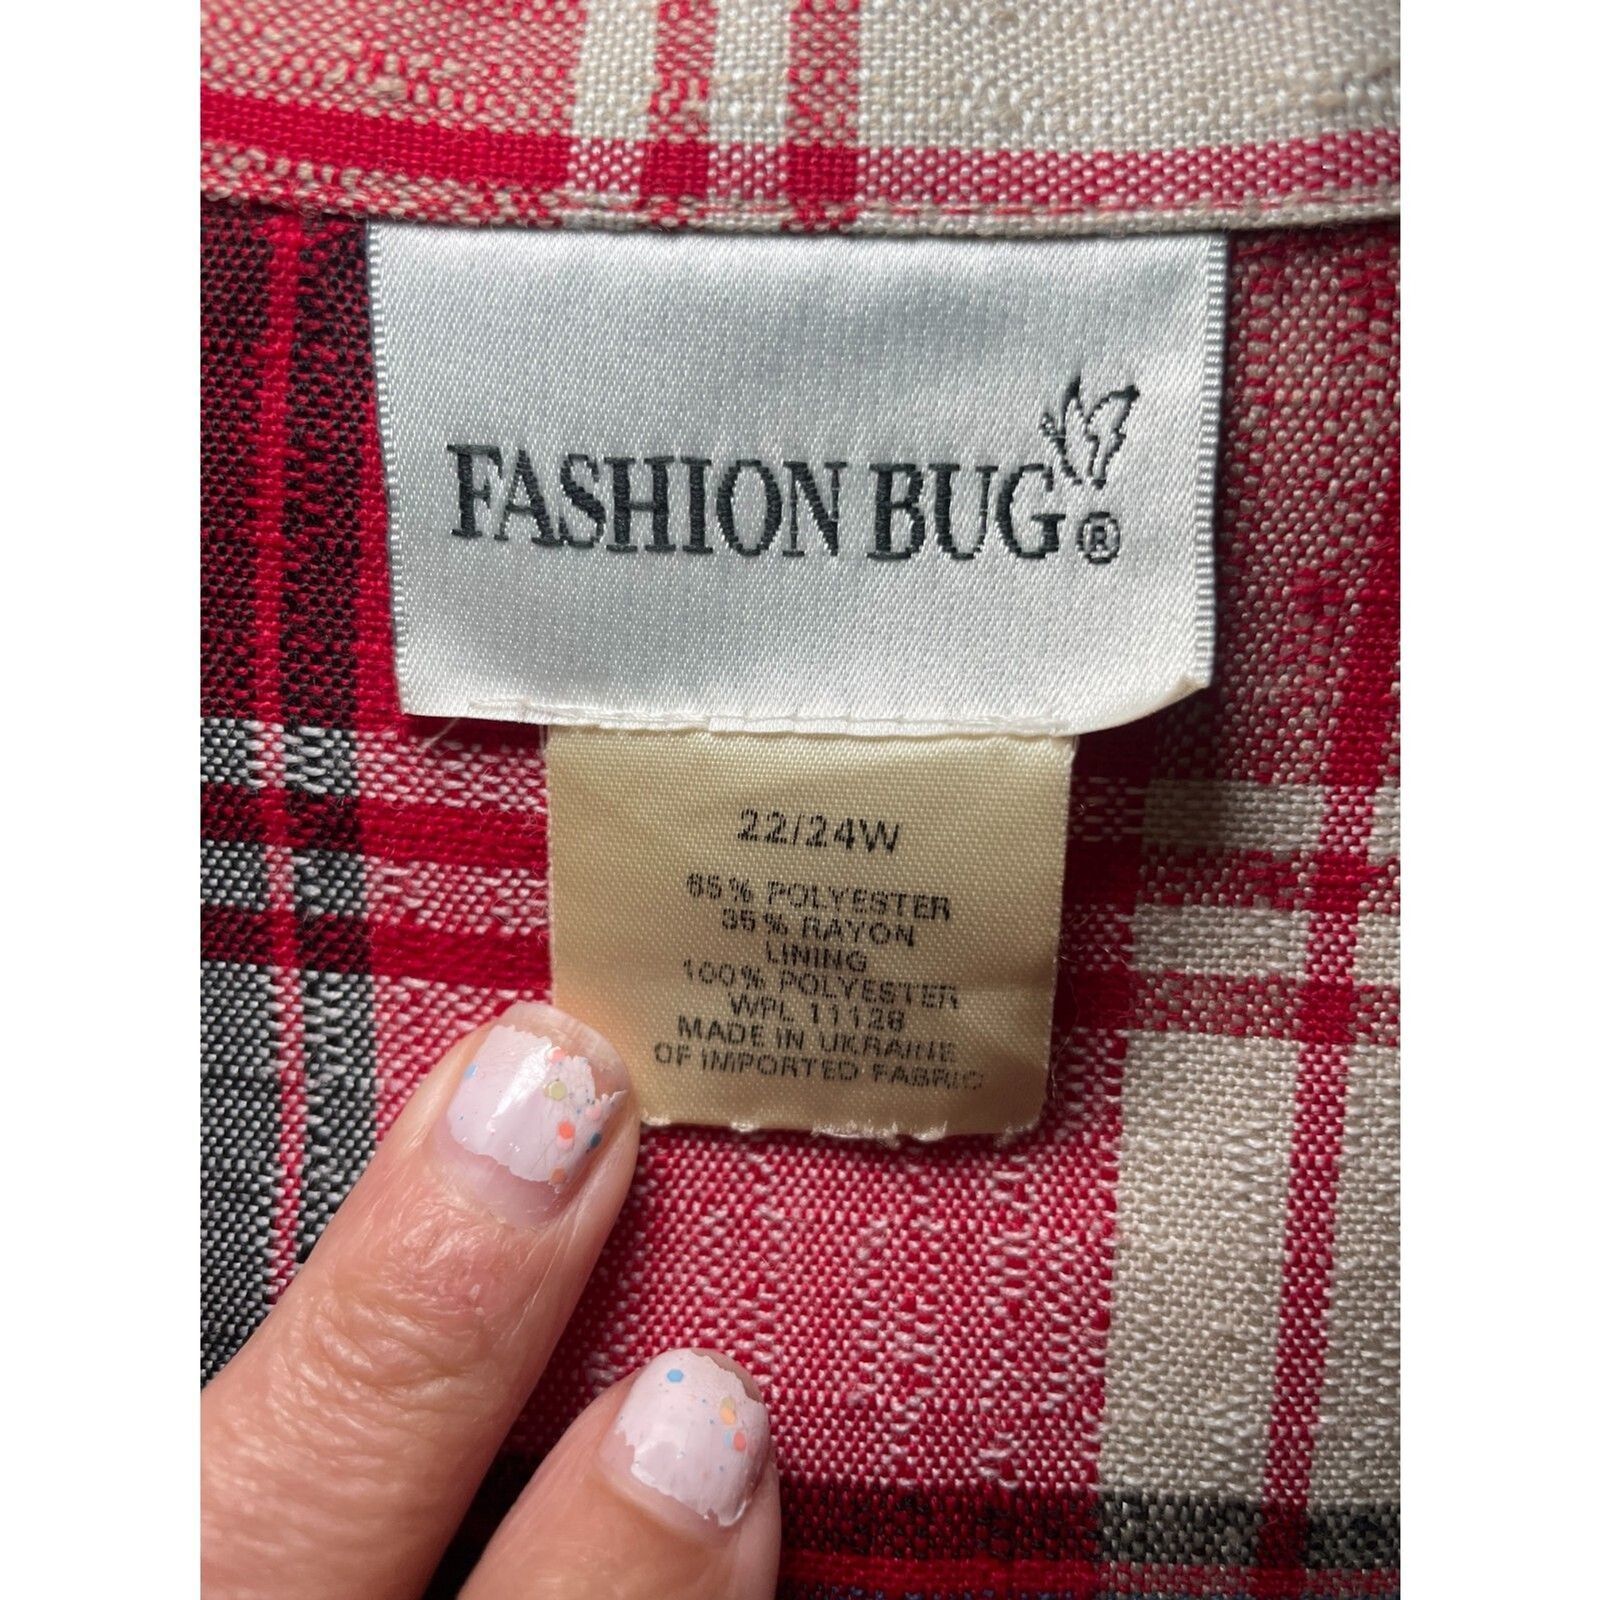 FASHION BUG®
22/24W
65% POLYESTER
35% RAYON
LINING
100% POLYESTER
WPL 11128
MADE IN UKRAINE
OF IMPORTED FABRIC